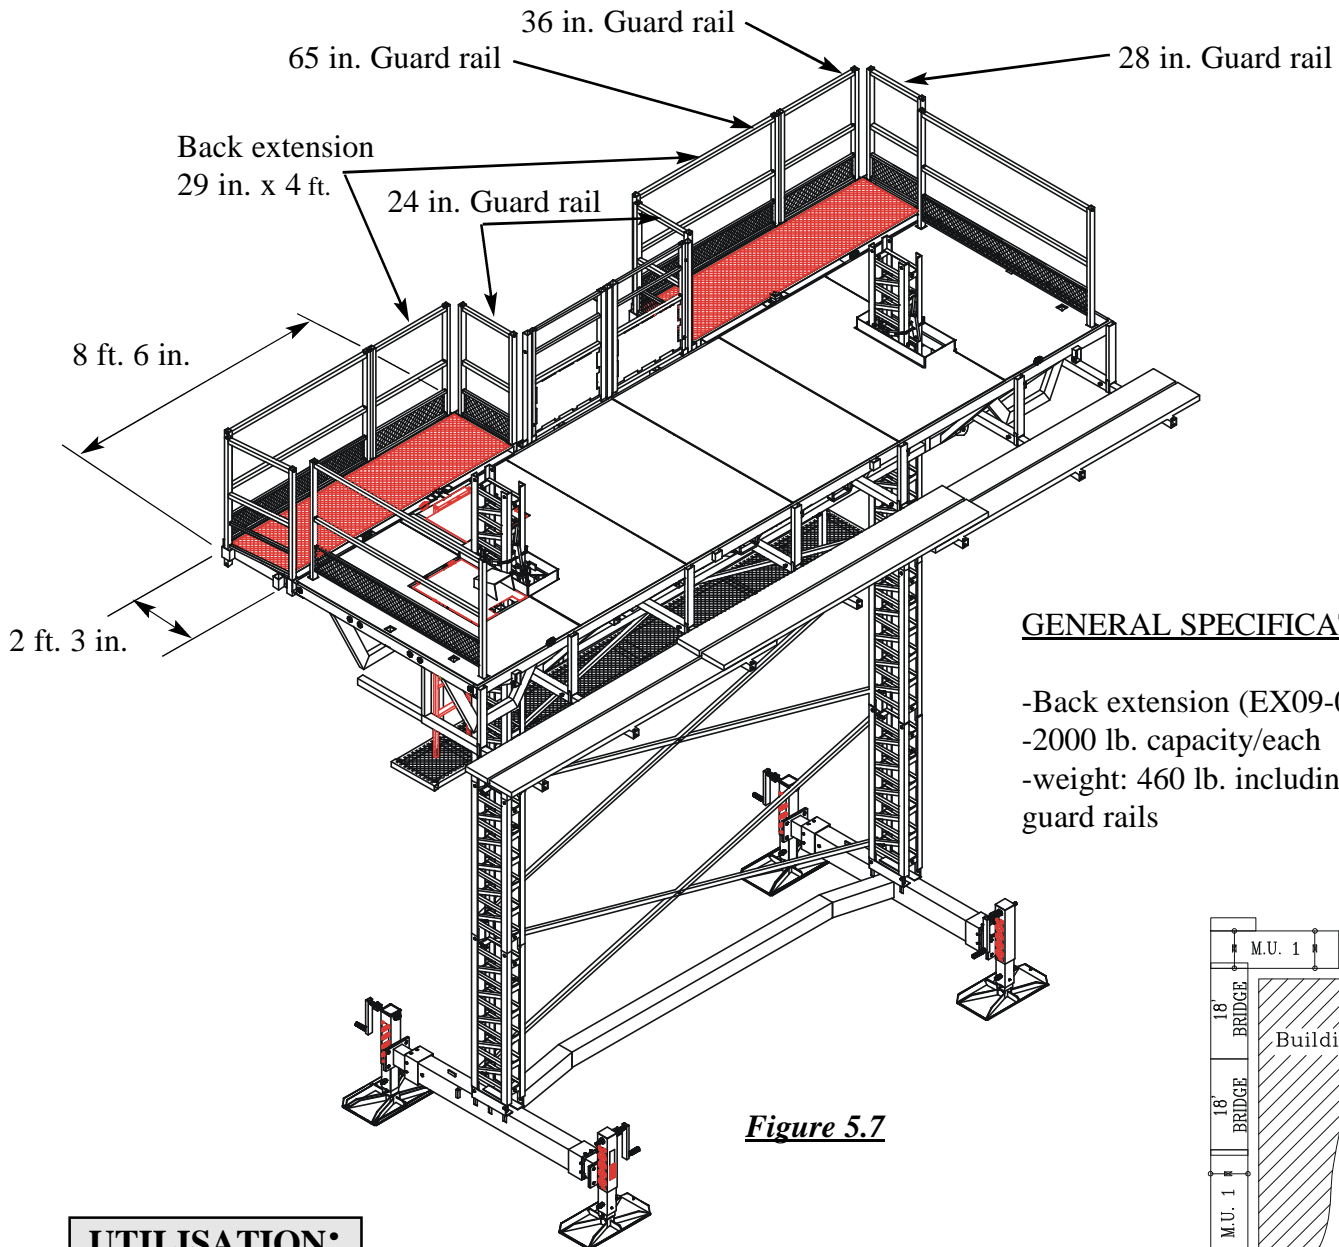 36 in. Guard rail
65 in. Guard rail
28 in. Guard rail
Back extension
29 in. x 4 ft.
24 in. Guard rail
8 ft. 6 in.
2 ft. 3 in.
GENERAL SPECIFICA
-Back extension (EX09-0
-2000 lb. capacity/each
-weight: 460 lb. includin
guard rails
M.U. 1
18'
BRIDGE
Buildi
18'
BRIDGE
M.U. 1
Figure 5.7
UTILISATION: